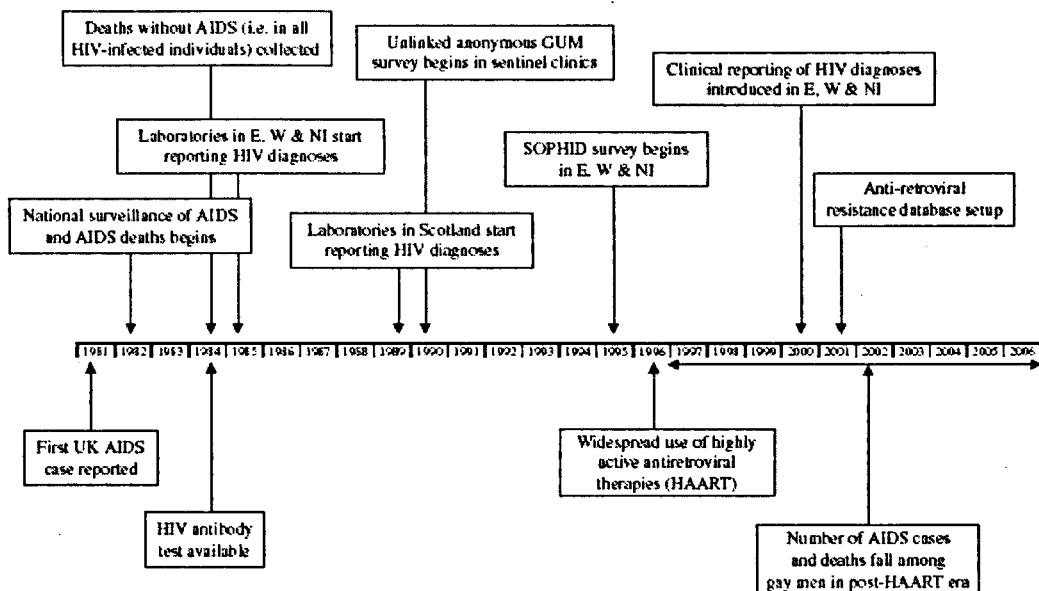 Deaths without AIDS (i.e. in all
HIV-infected individuals) collected
Unlinked anonymous GUM
survey begins in sentinel clinics
Clinical reporting of HIV diagnoses
introduced in E, W & NI
Laboratories in E, W & NI start
reporting HIV diagnoses
SOPHID survey begins
in E, W & NI
Anti-retroviral
resistance database setup
National surveillance of AIDS
and AIDS deaths begins
Laboratories in Scotland start
reporting HIV diagnoses
1981 1982 1983 1984 1985 1986 1987 1988 1989 1990 1991 1992 1993 1994 1995 1996 1997 1998 1999 2000 2001 2002 2003 2004 2005 2006
First UK AIDS
case reported
Widespread use of highly
active antiretroviral
therapies (HAART)
HIV antibody
test available
Number of AIDS cases
and deaths fall among
gay men in post-HAART era